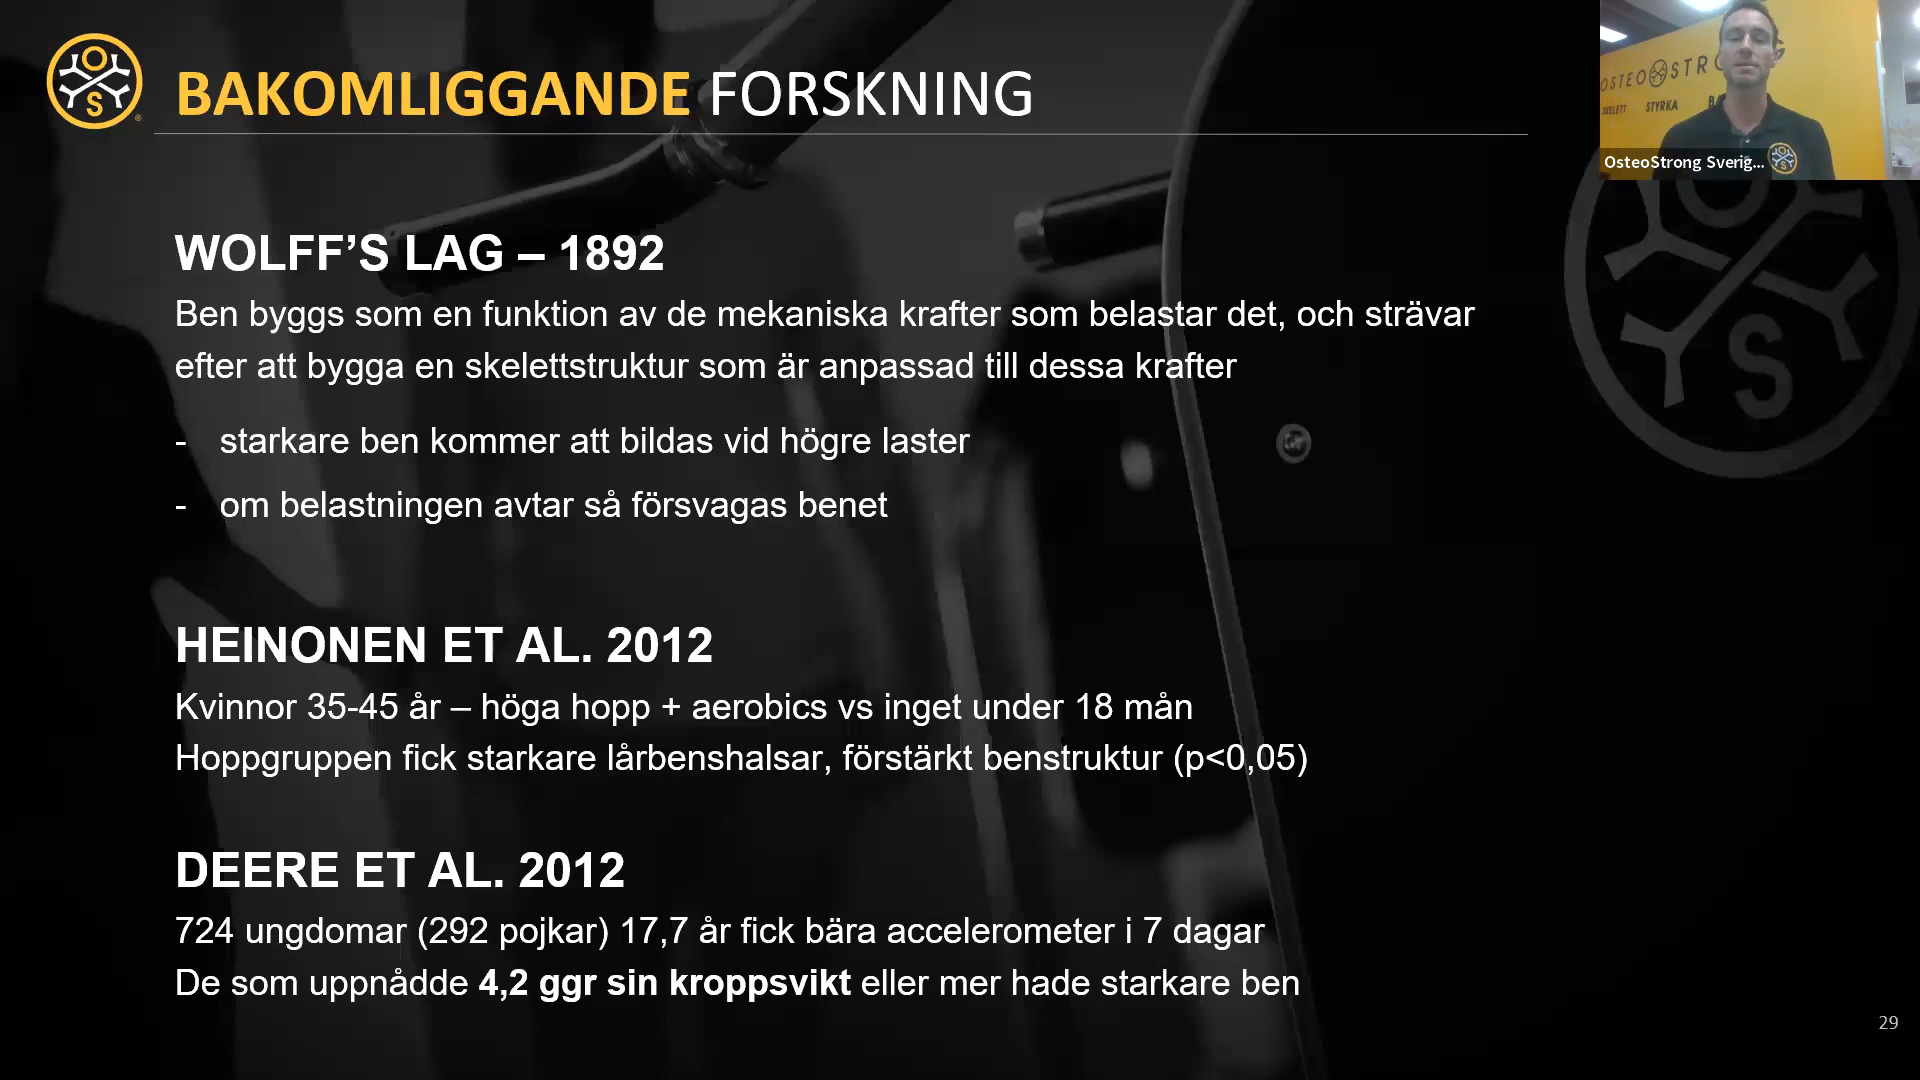 BAKOMLIGGANDE FORSKNING
OSTEOSTR
SKELETT STYRKA
OsteoStrong Sverig...
WOLFF’S LAG – 1892
Ben byggs som en funktion av de mekaniska krafter som belastar det, och strävar
efter att bygga en skelettstruktur som är anpassad till dessa krafter
- starkare ben kommer att bildas vid högre laster
- om belastningen avtar så försvagas benet
HEINONEN ET AL. 2012
Kvinnor 35-45 år – höga hopp + aerobics vs inget under 18 mån
Hoppgruppen fick starkare lårbenshalsar, förstärkt benstruktur (p<0,05)
DEERE ET AL. 2012
724 ungdomar (292 pojkar) 17,7 år fick bära accelerometer i 7 dagar
De som uppnådde 4,2 ggr sin kroppsvikt eller mer hade starkare ben
29